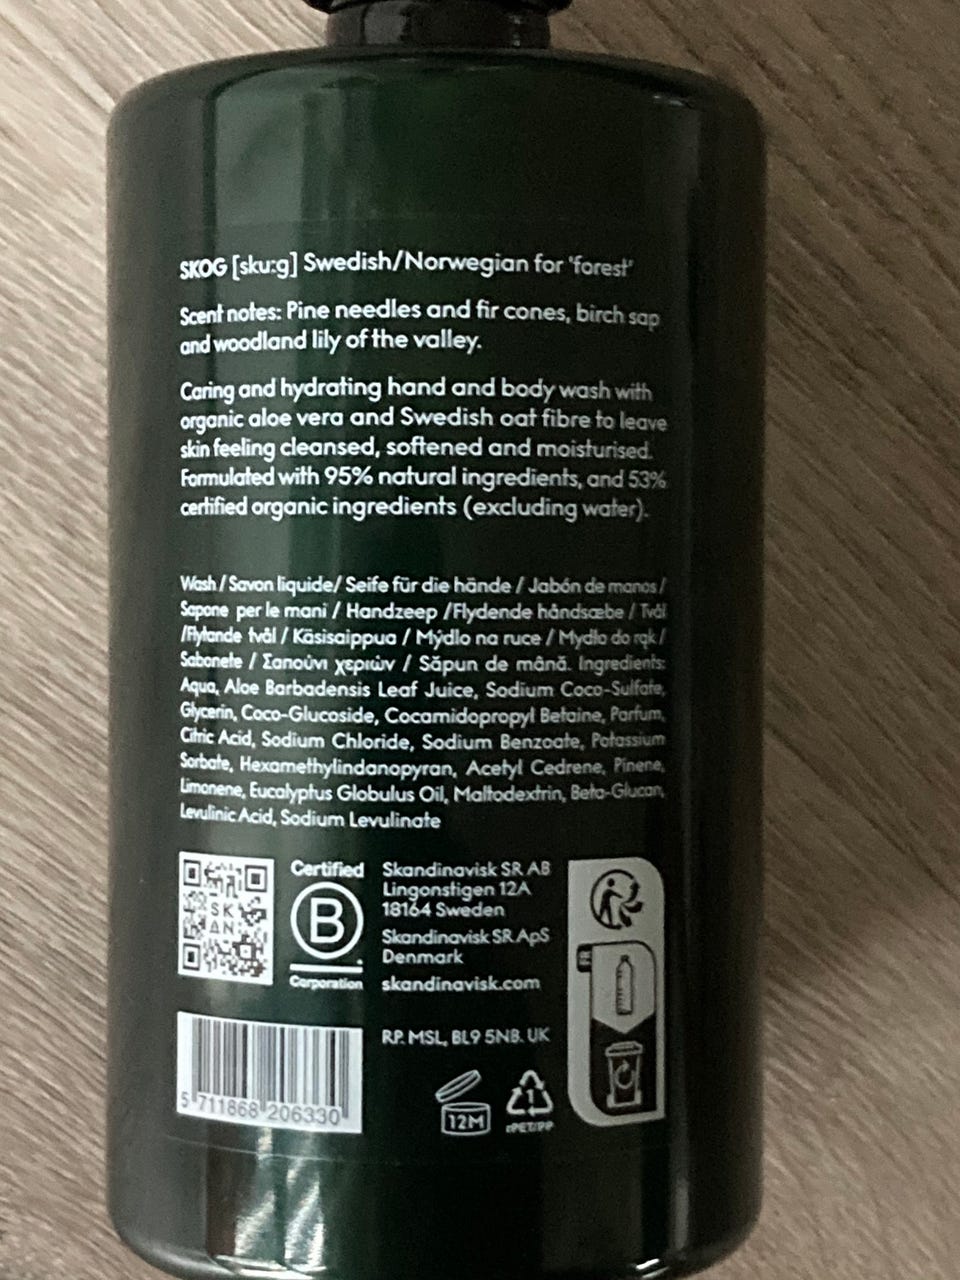 SKOG [sku:g] Swedish/Norwegian for 'forest'
Scent notes: Pine needles and fir cones, birch sap
and woodland lily of the valley.
Caring and hydrating hand and body wash with
organic aloe vera and Swedish oat fibre to leave
skin feeling cleansed, softened and moisturised.
Formulated with 95% natural ingredients, and 53%
certified organic ingredients (excluding water).
Wash / Savon liquide/ Seife für die hände / Jabón de manos /
Sapone per le mani / Handzeep /Flydende håndsæbe / Tvål
/Flytande tvål / Käsisaippua / Mýdlo na ruce / Mydło do rąk /
Sabonete / Σαπούνι χεριών / Săpun de mână. Ingredients:
Aqua, Aloe Barbadensis Leaf Juice, Sodium Coco-Sulfate,
Glycerin, Coco-Glucoside, Cocamidopropyl Betaine, Parfum,
Citric Acid, Sodium Chloride, Sodium Benzoate, Potassium
Sorbate, Hexamethylindanopyran, Acetyl Cedrene, Pinene,
Limonene, Eucalyptus Globulus Oil, Maltodextrin, Beta-Glucan,
Levulinic Acid, Sodium Levulinate
SK
AN
Certified
B
Corporation
Skandinavisk SR AB
Lingonstigen 12A
18164 Sweden
Skandinavisk SR ApS
Denmark
skandinavisk.com
RP. MSL, BL9 5NB. UK
FR
5 711868 206330
12M
1
rPET/PP